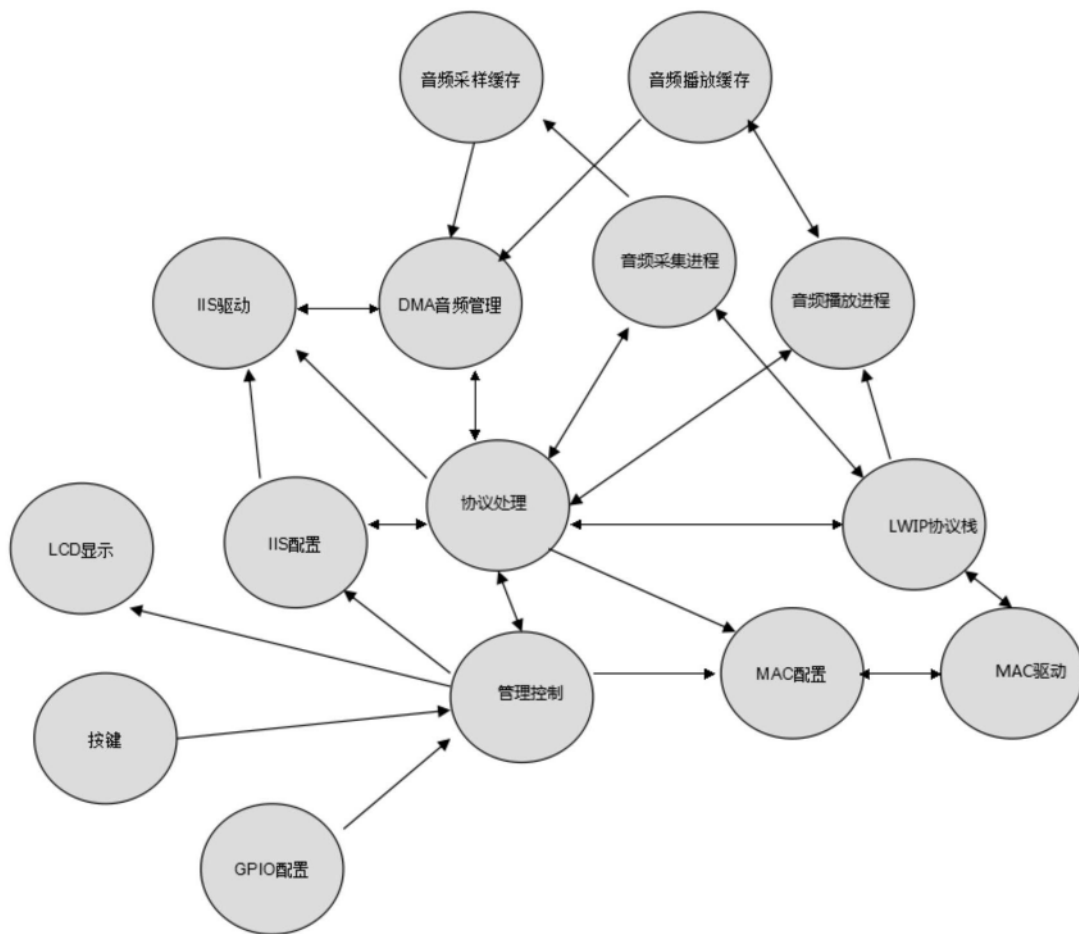 音频采样缓存
音频播放缓存
音频采集进程
IIS驱动
DMA音频管理
音频播放进程
协议处理
LWIP协议栈
LCD显示
IIS配置
管理控制
MAC配置
MAC驱动
按键
GPIO配置